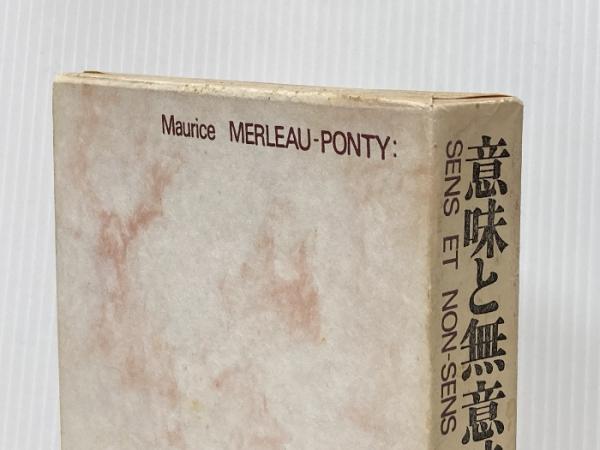 Maurice MERLEAU-PONTY:
意味と無意
SENS ET NON-SENS